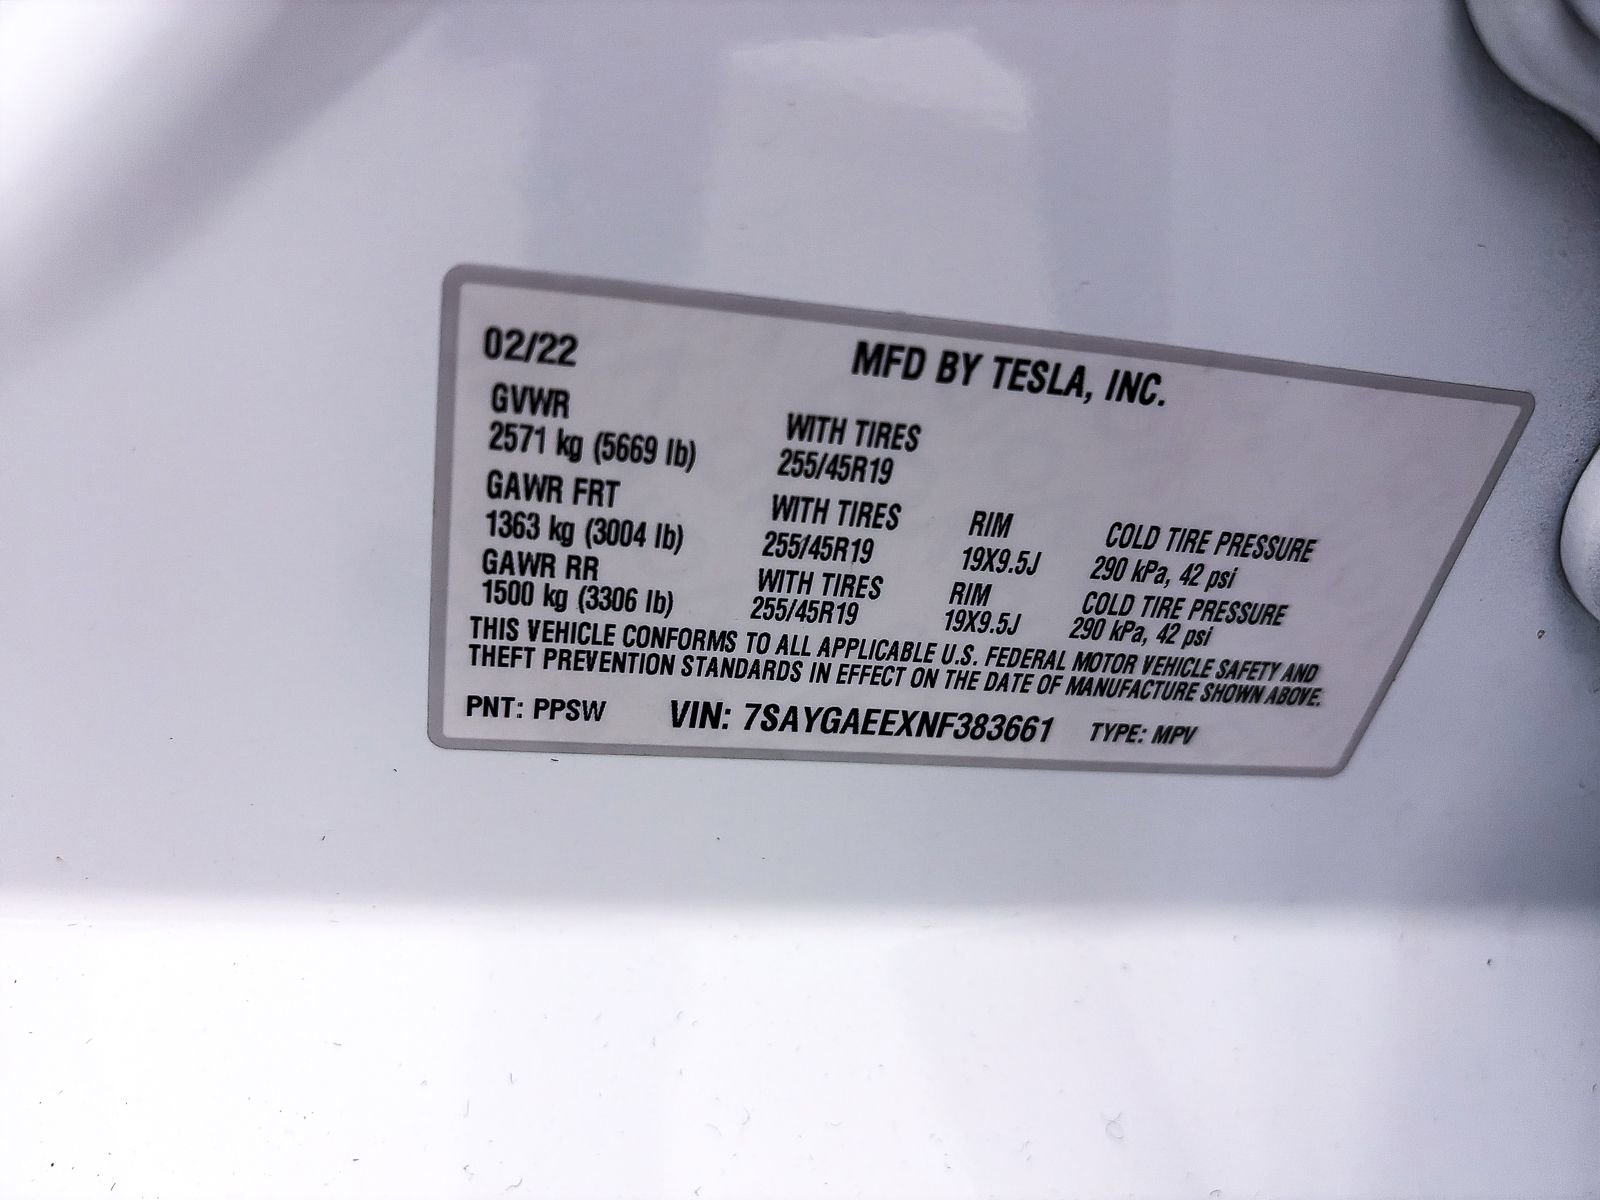 02/22 MFD BY TESLA, INC.
GVWR WITH TIRES
2571 kg (5669 lb) 255/45R19
GAWR FRT WITH TIRES RIM COLD TIRE PRESSURE
1363 kg (3004 lb) 255/45R19 19X9.5J 290 kPa, 42 psi
GAWR RR WITH TIRES RIM COLD TIRE PRESSURE
1500 kg (3306 lb) 255/45R19 19X9.5J 290 kPa, 42 psi
THIS VEHICLE CONFORMS TO ALL APPLICABLE U.S. FEDERAL MOTOR VEHICLE SAFETY AND
THEFT PREVENTION STANDARDS IN EFFECT ON THE DATE OF MANUFACTURE SHOWN ABOVE.
PNT: PPSW VIN: 7SAYGAEEXNF383661 TYPE: MPV